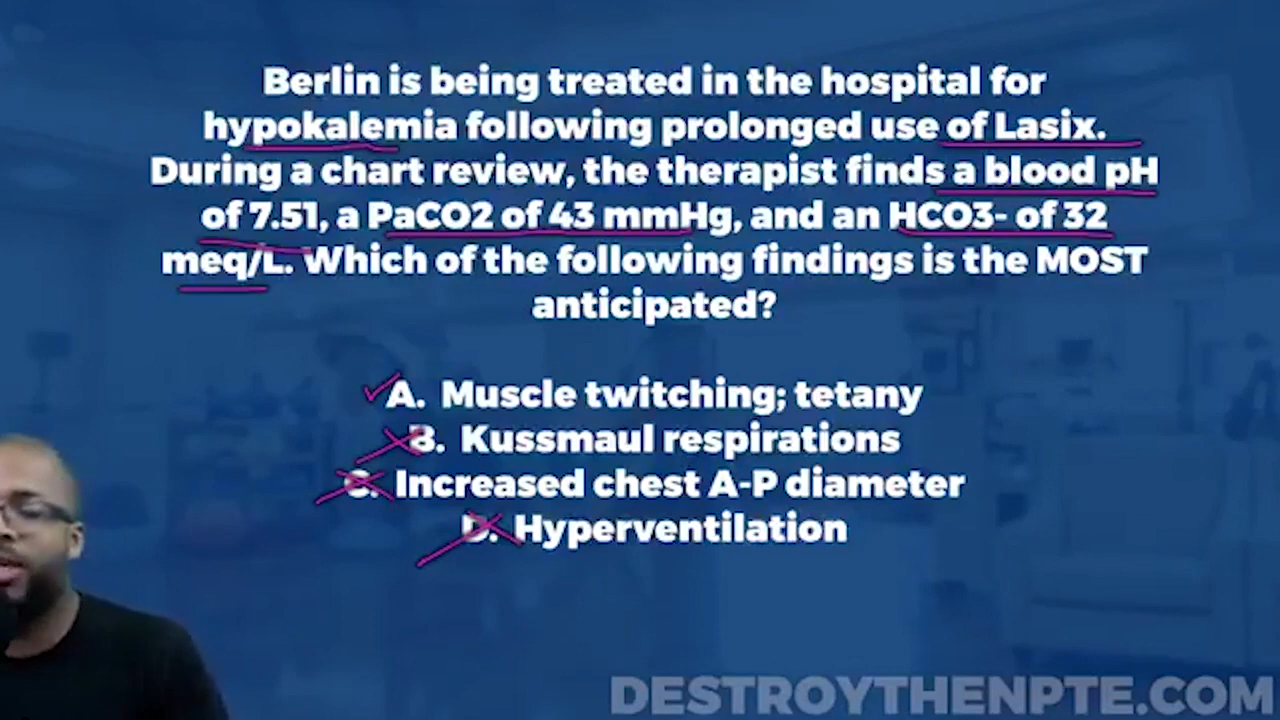 Berlin is being treated in the hospital for
hypokalemia following prolonged use of Lasix.
During a chart review, the therapist finds a blood pH
of 7.51, a PaCO2 of 43 mmHg, and an HCO3- of 32
meq/L. Which of the following findings is the MOST
anticipated?
A. Muscle twitching; tetany
B. Kussmaul respirations
C. Increased chest A-P diameter
D. Hyperventilation
DESTROYTHENPTE.COM